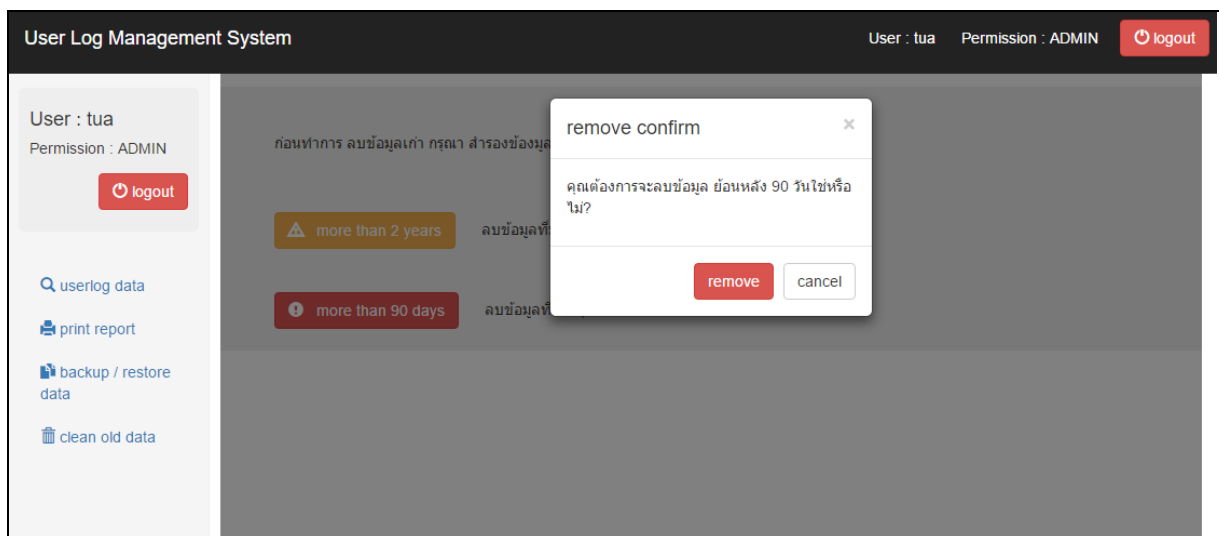 User Log Management System
User : tua Permission : ADMIN logout
User : tua
Permission : ADMIN
logout
userlog data
print report
backup / restore
data
clean old data
ก่อนทำการ ลบข้อมูลเก่า กรุณา สำรองข้องมูล
more than 2 years ลบข้อมูลที่
more than 90 days ลบข้อมูลที่
remove confirm ×
คุณต้องการจะลบข้อมูล ย้อนหลัง 90 วันใช่หรือ
ไม่?
remove cancel